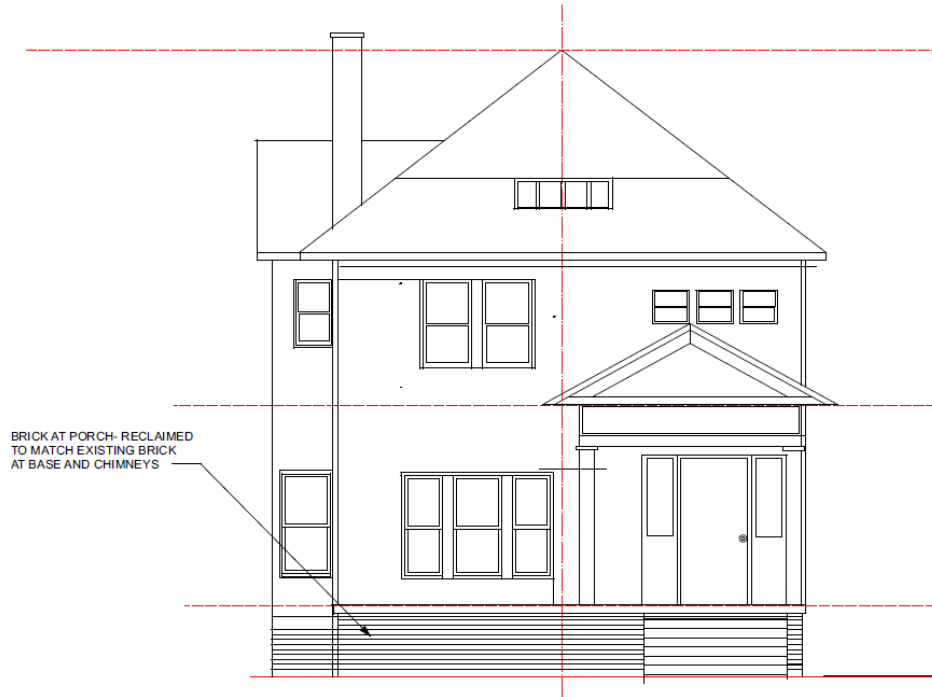 BRICK AT PORCH- RECLAIMED
TO MATCH EXISTING BRICK
AT BASE AND CHIMNEYS